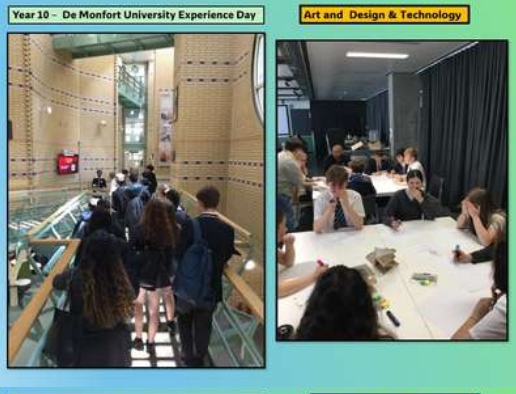 Year 10 – De Monfort University Experience Day
Art and Design & Technology